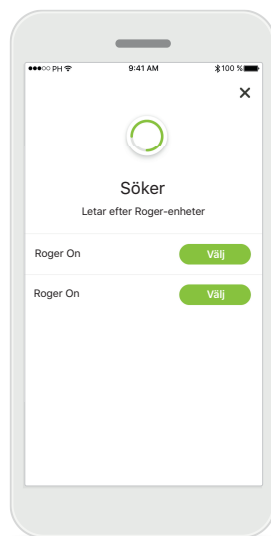 PH 9:41 AM 100 %
Söker
Letar efter Roger-enheter
Roger On Välj
Roger On Välj